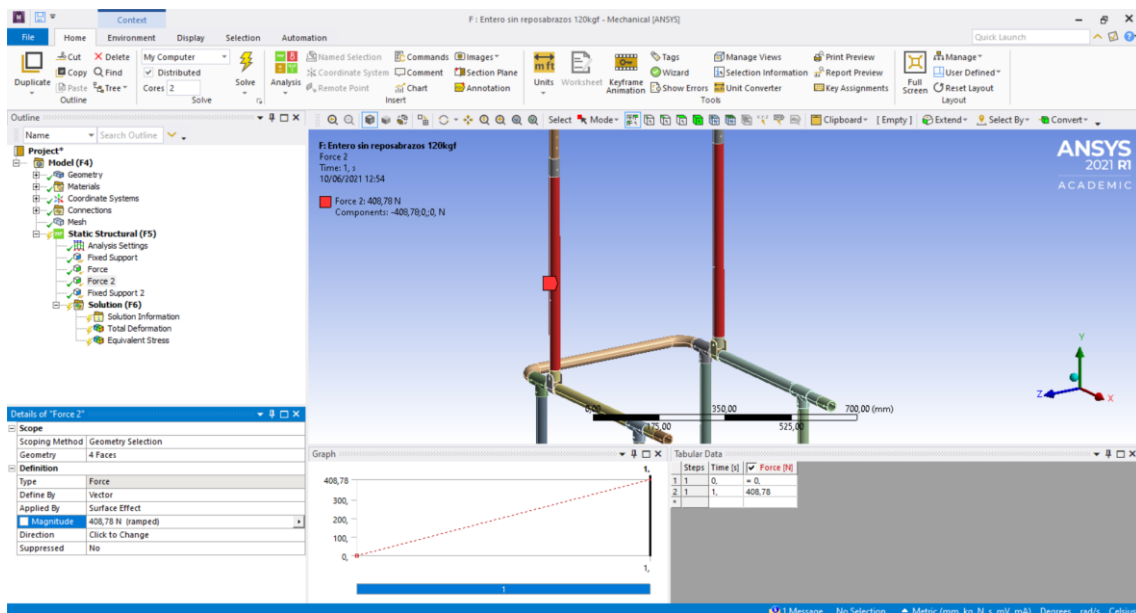 Context
F : Entero sin reposabrazos 120kgf - Mechanical [ANSYS]
File Home Environment Display Selection Automation
Quick Launch
Duplicate
Cut
Copy
Paste
Delete
Find
Tree
Outline
My Computer
Distributed
Cores 2
Solve
Solve
Analysis
Named Selection
Coordinate System
Remote Point
Commands
Comment
Chart
Images
Section Plane
Annotation
Insert
Units
Worksheet
Keyframe
Animation
Tags
Wizard
Show Errors
Manage Views
Selection Information
Unit Converter
Print Preview
Report Preview
Key Assignments
Tools
Full
Screen
Manage
User Defined
Reset Layout
Layout
Outline
Name Search Outline
Select Mode Clipboard [ Empty ] Extend Select By Convert
Project*
Model (F4)
Geometry
Materials
Coordinate Systems
Connections
Mesh
Static Structural (F5)
Analysis Settings
Fixed Support
Force
Force 2
Fixed Support 2
Solution (F6)
Solution Information
Total Deformation
Equivalent Stress
F: Entero sin reposabrazos 120kgf
Force 2
Time: 1, s
10/06/2021 12:54
Force 2: 408,78 N
Components: -408,78;0,;0, N
ANSYS
2021 R1
ACADEMIC
Y
Z X
0,00 350,00 700,00 (mm)
175,00 525,00
Details of "Force 2"
Scope
Scoping Method Geometry Selection
Geometry 4 Faces
Definition
Type Force
Define By Vector
Applied By Surface Effect
Magnitude 408,78 N (ramped)
Direction Click to Change
Suppressed No
Graph
1,
408,78
300,
200,
100,
0,
1,
1
Tabular Data
Steps Time [s] Force [N]
1 1 0, = 0,
2 1 1, 408,78
*
1 Message No Selection Metric (mm, kg, N, s, mV, mA) Degrees rad/s Celsius